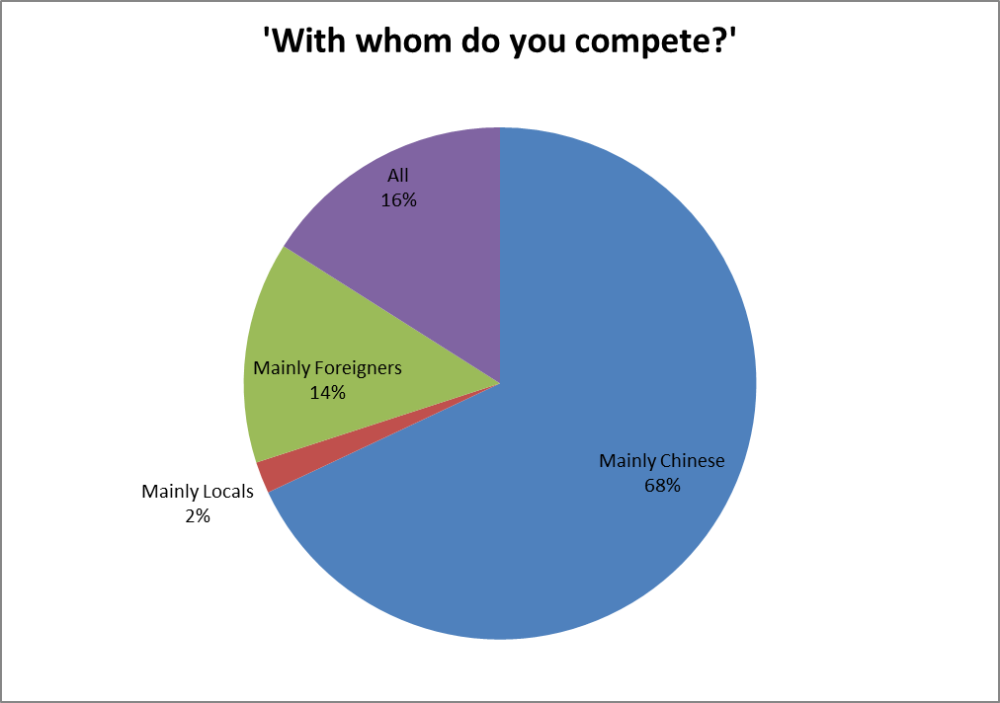 'With whom do you compete?'
All
16%
Mainly Foreigners
14%
Mainly Chinese
68%
Mainly Locals
2%